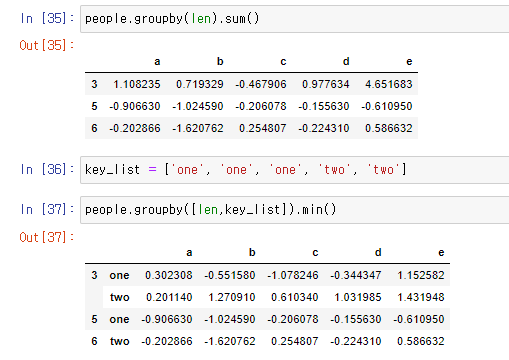 In [35]: people.groupby(len).sum()
Out[35]:
a b c d e
3 1.108235 0.719329 -0.467906 0.977634 4.651683
5 -0.906630 -1.024590 -0.206078 -0.155630 -0.610950
6 -0.202866 -1.620762 0.254807 -0.224310 0.586632
In [36]: key_list = ['one', 'one', 'one', 'two', 'two']
In [37]: people.groupby([len,key_list]).min()
Out[37]:
a b c d e
3 one 0.302308 -0.551580 -1.078246 -0.344347 1.152582
two 0.201140 1.270910 0.610340 1.031985 1.431948
5 one -0.906630 -1.024590 -0.206078 -0.155630 -0.610950
6 two -0.202866 -1.620762 0.254807 -0.224310 0.586632